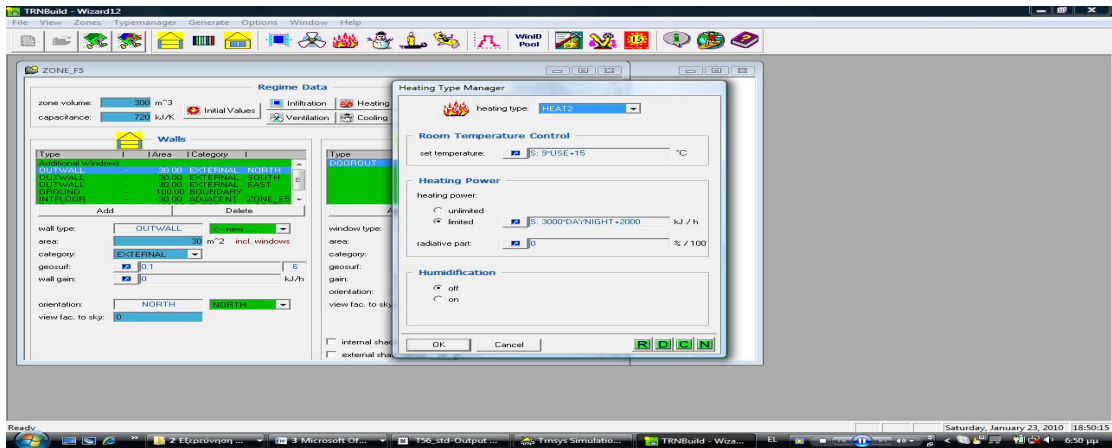 TRNBuild - Wizard12
File View Zones Typemanager Generate Options Window Help
WinID Pool
ZONE_F5
Regime Data
zone volume: 300 m^3
capacitance: 720 kJ/K
Initial Values
Infiltration
Heating
Ventilation
Cooling
Walls
Type Area Category
Additional Windows
OUTWALL - 30.00 EXTERNAL NORTH
OUTWALL - 30.00 EXTERNAL SOUTH
OUTWALL - 30.00 EXTERNAL EAST
GROUND - 100.00 BOUNDARY
INTFLOOR - 30.00 ADJACENT ZONE_E5
Add Delete
wall type: OUTWALL <-- new
area: 30 m^2 incl. windows
category: EXTERNAL
geosurf: 0.1 6
wall gain: 0 kJ/h
orientation: NORTH NORTH
view fac. to sky: 0
Type
DOOROUT
window type:
area:
category:
geosurf:
gain:
orientation:
view fac. to sky
internal shad
external shad
Heating Type Manager
heating type: HEAT2
Room Temperature Control
set temperature: S: 9*USE+15 °C
Heating Power
heating power:
unlimited
limited S: 3000*DAYNIGHT+2000 kJ / h
radiative part: 0 % / 100
Humidification
off
on
OK Cancel R D C N
Ready
Saturday, January 23, 2010 18:50:15
2 Εξερεύνηση ...
3 Microsoft Of...
T56_std-Output ...
Trnsys Simulatio...
TRNBuild - Wiza...
EL
6:50 μμ